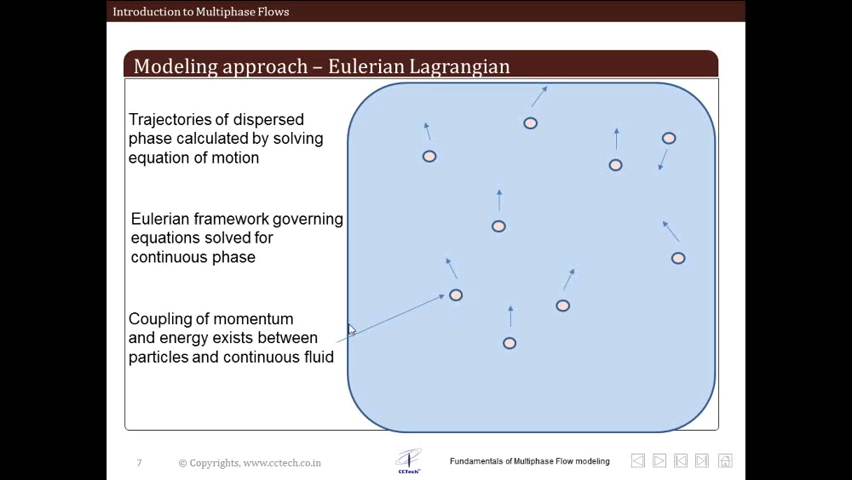 Introduction to Multiphase Flows
Modeling approach – Eulerian Lagrangian
Trajectories of dispersed
phase calculated by solving
equation of motion
Eulerian framework governing
equations solved for
continuous phase
Coupling of momentum
and energy exists between
particles and continuous fluid
7
© Copyrights, www.cctech.co.in
CCTech
Fundamentals of Multiphase Flow modeling